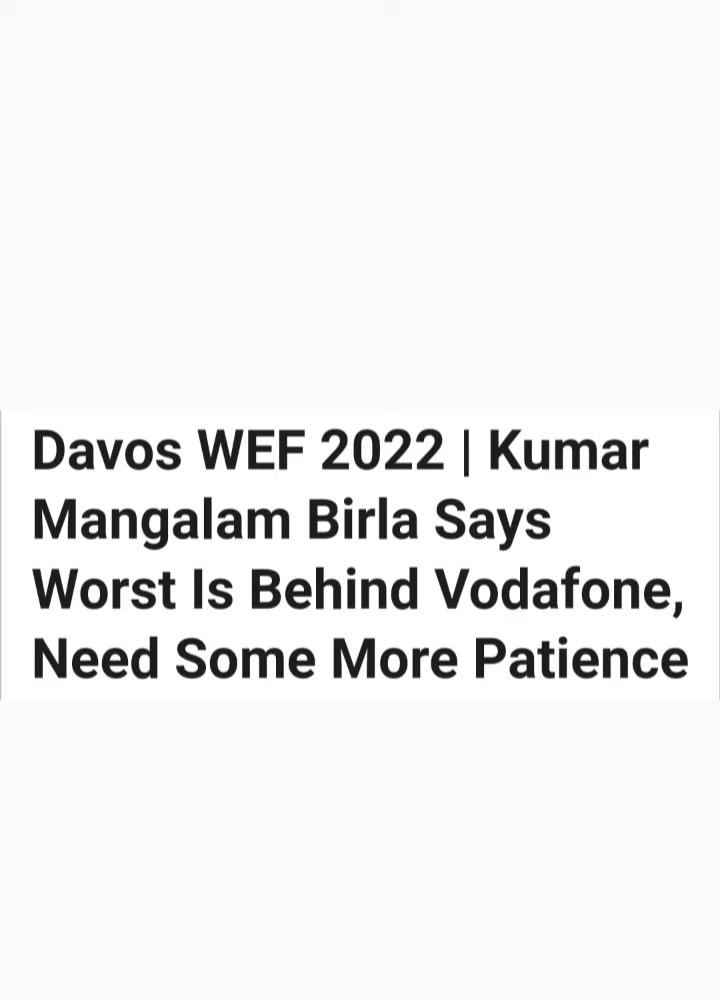 Davos WEF 2022 | Kumar
Mangalam Birla Says
Worst Is Behind Vodafone,
Need Some More Patience